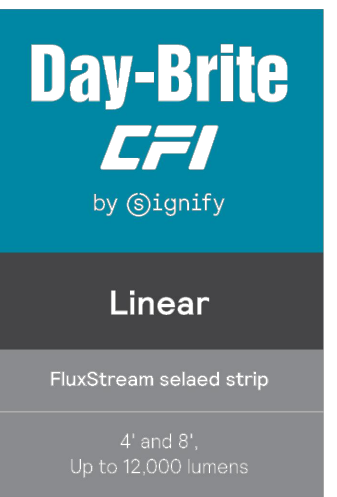 Day-Brite
CFI
by signify
Linear
FluxStream selaed strip
4' and 8',
Up to 12,000 lumens